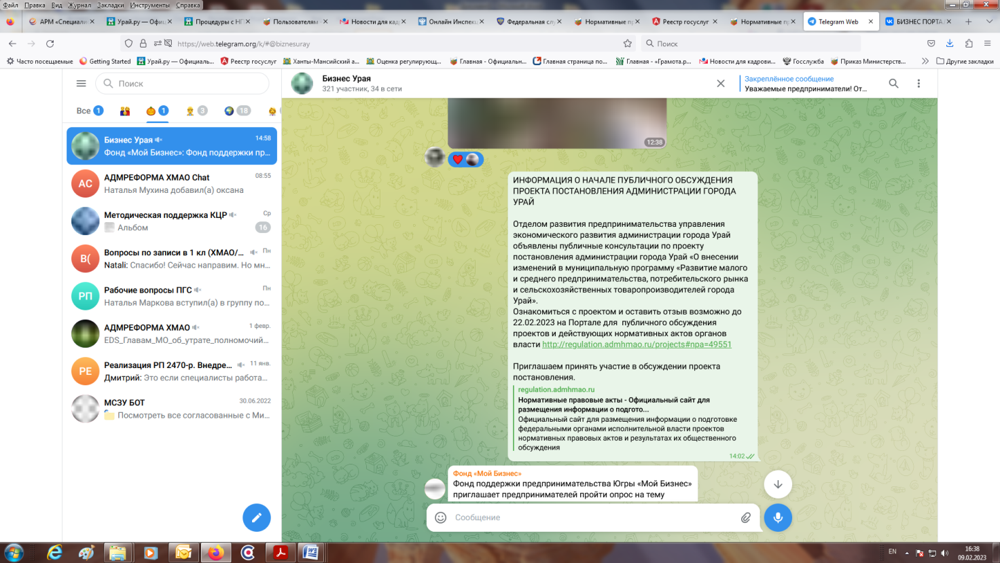 Файл Правка Вид Журнал Закладки Инструменты Справка
АРМ «Специали
Урай.ру — Офиц
Процедуры с НП
Пользователям -
Новости для кад
Онлайн Инспекц
Федеральная сл
Нормативные пр
Реестр госуслуг
Нормативные пр
Telegram Web
БИЗНЕС ПОРТАЛ
https://web.telegram.org/k/#@biznesuray
Поиск
Часто посещаемые
Getting Started
Урай.ру — Официаль...
Реестр госуслуг
Ханты-Мансийский а...
Оценка регулирующ...
Главная - Официальн...
Главная страница по...
Главная - «Грамота.р...
Новости для кадрови...
Госслужба
Приказ Министерств...
Другие закладки
Поиск
Все 1
1
3
18
Бизнес Урая 14:58
Фонд «Мой Бизнес»: Фонд поддержки пр...
АС
АДМРЕФОРМА ХМАО Chat 08:55
Наталья Мухина добавил(а) оксана
Методическая поддержка КЦР Ср
Альбом 16
В(
Вопросы по записи в 1 кл (ХМАО/... Пн
Natali: Спасибо! Сейчас направим. Но мн...
РП
Рабочие вопросы ПГС Пн
Наталья Маркова вступил(а) в группу по...
АДМРЕФОРМА ХМАО 1 февр.
EDS_Главам_МО_об_утрате_полномочий...
РЕ
Реализация РП 2470-р. Внедре... 11 янв.
Дмитрий: Это если специалисты работа...
МСЗУ БОТ 30.06.2022
Посмотреть все согласованные с Ми...
Бизнес Урая
321 участник, 34 в сети
Закреплённое сообщение
Уважаемые предприниматели! От...
12:38
ИНФОРМАЦИЯ О НАЧАЛЕ ПУБЛИЧНОГО ОБСУЖДЕНИЯ
ПРОЕКТА ПОСТАНОВЛЕНИЯ АДМИНИСТРАЦИИ ГОРОДА
УРАЙ
Отделом развития предпринимательства управления
экономического развития администрации города Урай
объявлены публичные консультации по проекту
постановления администрации города Урай «О внесении
изменений в муниципальную программу «Развитие малого
и среднего предпринимательства, потребительского рынка
и сельскохозяйственных товаропроизводителей города
Урай».
Ознакомиться с проектом и оставить отзыв возможно до
22.02.2023 на Портале для публичного обсуждения
проектов и действующих нормативных актов органов
власти http://regulation.admhmao.ru/projects#npa=49551
Приглашаем принять участие в обсуждении проекта
постановления.
regulation.admhmao.ru
Нормативные правовые акты - Официальный сайт для
размещения информации о подгото...
Официальный сайт для размещения информации о подготовке
федеральными органами исполнительной власти проектов
нормативных правовых актов и результатах их общественного
обсуждения
14:02
Фонд «Мой Бизнес»
Фонд поддержки предпринимательства Югры «Мой Бизнес»
приглашает предпринимателей пройти опрос на тему
Сообщение
EN
16:38
09.02.2023